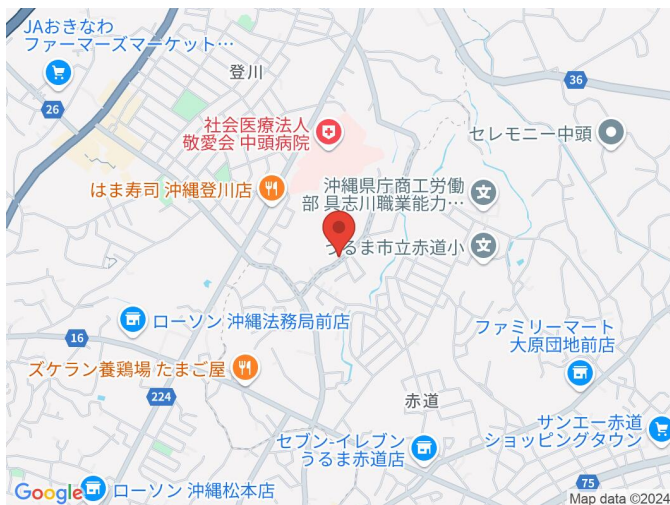 JAおきなわ
ファーマーズマーケット…
登川
26
36
社会医療法人
敬愛会 中頭病院
セレモニー中頭
はま寿司 沖縄登川店
沖縄県庁商工労働
部 具志川職業能力…
うるま市立赤道小
ローソン 沖縄法務局前店
16
ファミリーマート
大原団地前店
ズケラン養鶏場 たまご屋
224
赤道
サンエー赤道
ショッピングタウン
セブン-イレブン
うるま赤道店
75
Google
ローソン 沖縄松本店
Map data ©2024